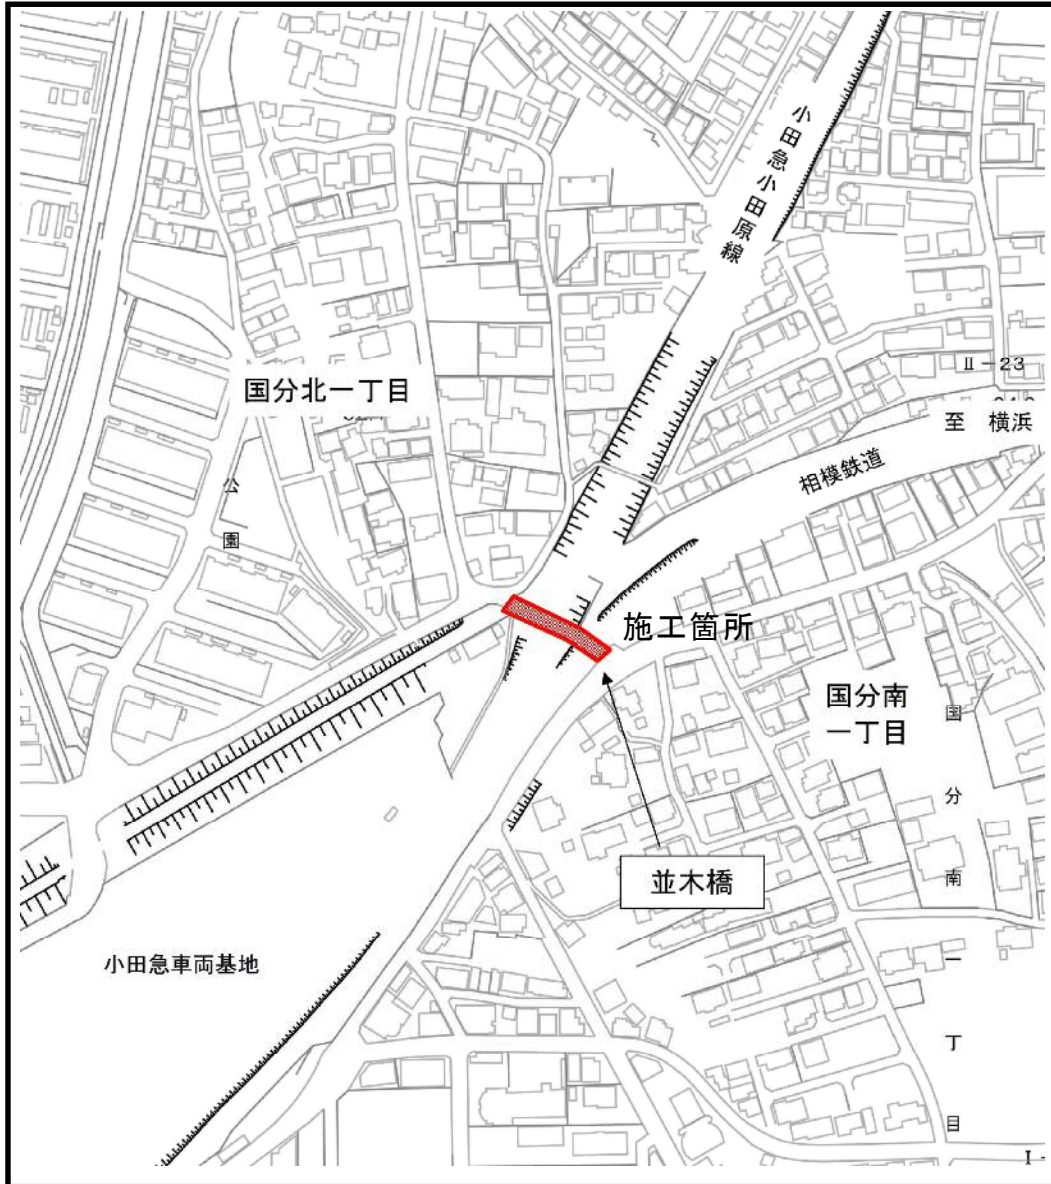 小田急小田原線
Ⅱ－23
国分北一丁目
至　横浜
相模鉄道
公園
施工箇所
国分南
一丁目
国分南一丁目
並木橋
小田急車両基地